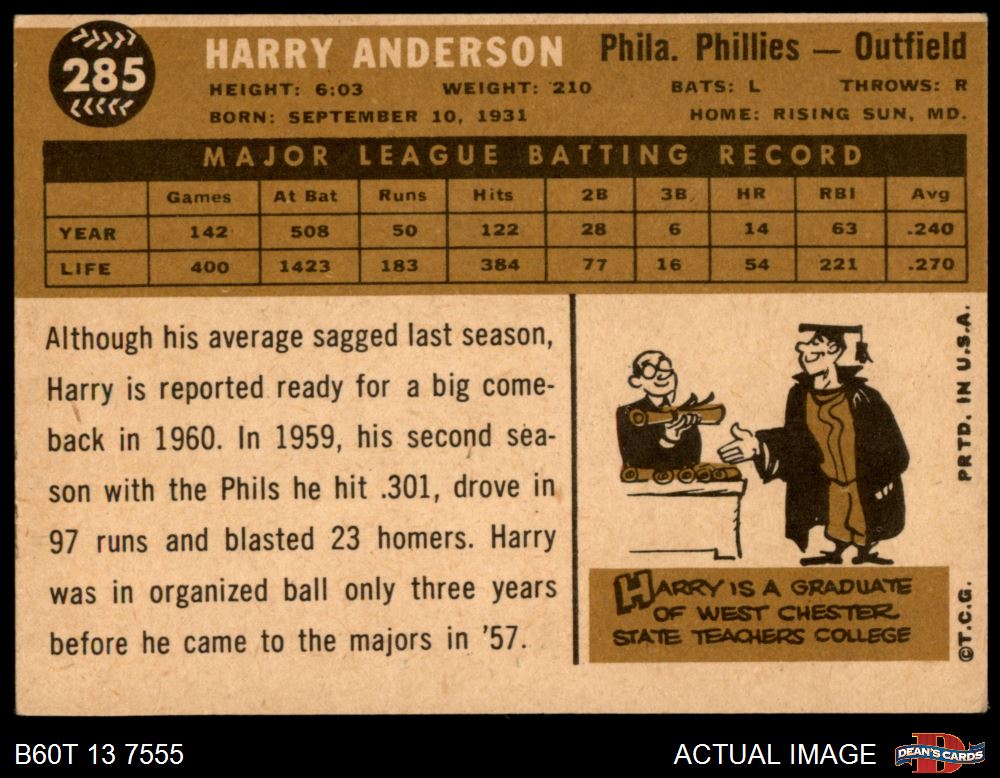 285
HARRY ANDERSON Phila. Phillies — Outfield
HEIGHT: 6:03 WEIGHT: 210 BATS: L THROWS: R
BORN: SEPTEMBER 10, 1931 HOME: RISING SUN, MD.
MAJOR LEAGUE BATTING RECORD
Games At Bat Runs Hits 2B 3B HR RBI Avg
YEAR 142 508 50 122 28 6 14 63 .240
LIFE 400 1423 183 384 77 16 54 221 .270
Although his average sagged last season,
Harry is reported ready for a big come-
back in 1960. In 1959, his second sea-
son with the Phils he hit .301, drove in
97 runs and blasted 23 homers. Harry
was in organized ball only three years
before he came to the majors in '57.
HARRY IS A GRADUATE
OF WEST CHESTER
STATE TEACHERS COLLEGE
PRTD. IN U.S.A.
©T.C.G.
B60T 13 7555
ACTUAL IMAGE
DEAN'S CARDS